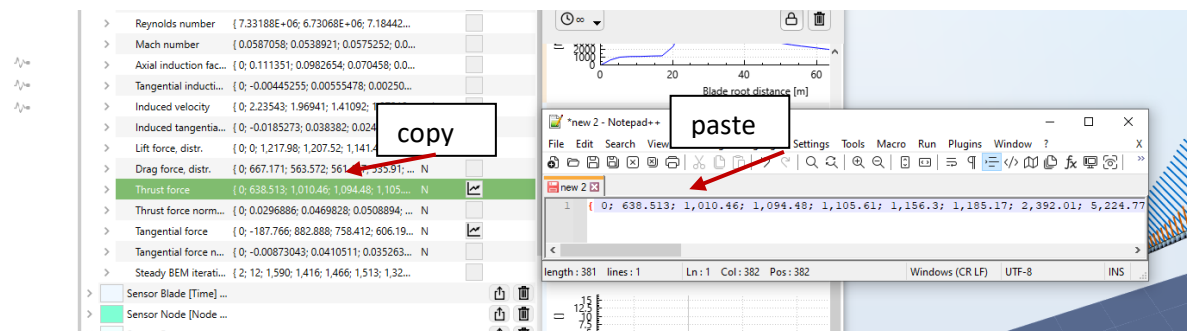 Reynolds number { 7.33188E+06; 6.73068E+06; 7.18442...
Mach number { 0.0587058; 0.0538921; 0.0575252; 0.0...
Axial induction fac... { 0; 0.111351; 0.0982654; 0.070458; 0.0...
Tangential inducti... { 0; -0.00445255; 0.00555478; 0.00250...
Induced velocity { 0; 2.23543; 1.96941; 1.41092;
Induced tangentia... { 0; -0.0185273; 0.038382; 0.024
Lift force, distr. { 0; 0; 1,217.98; 1,207.52; 1,141.4
Drag force, distr. { 0; 667.171; 563.572; 561 535.91; ... N
Thrust force { 0; 638.513; 1,010.46; 1,094.48; 1,105....
Thrust force norm... { 0; 0.0296886; 0.0469828; 0.0508894; ... N
Tangential force { 0; -187.766; 882.888; 758.412; 606.19... N
Tangential force n... { 0; -0.00873043; 0.0410511; 0.035263... N
Steady BEM iterati... { 2; 12; 1,590; 1,416; 1,466; 1,513; 1,32...
Sensor Blade [Time] ...
Sensor Node [Node ...
copy
∞
2000
1000
0
0 20 40 60
Blade root distance [m]
paste
*new 2 - Notepad++
File Edit Search View Settings Tools Macro Run Plugins Window ? X
new 2
1 { 0; 638.513; 1,010.46; 1,094.48; 1,105.61; 1,156.3; 1,185.17; 2,392.01; 5,224.77
length : 381 lines : 1 Ln : 1 Col : 382 Pos : 382 Windows (CR LF) UTF-8 INS
15
12.5
10
7.5